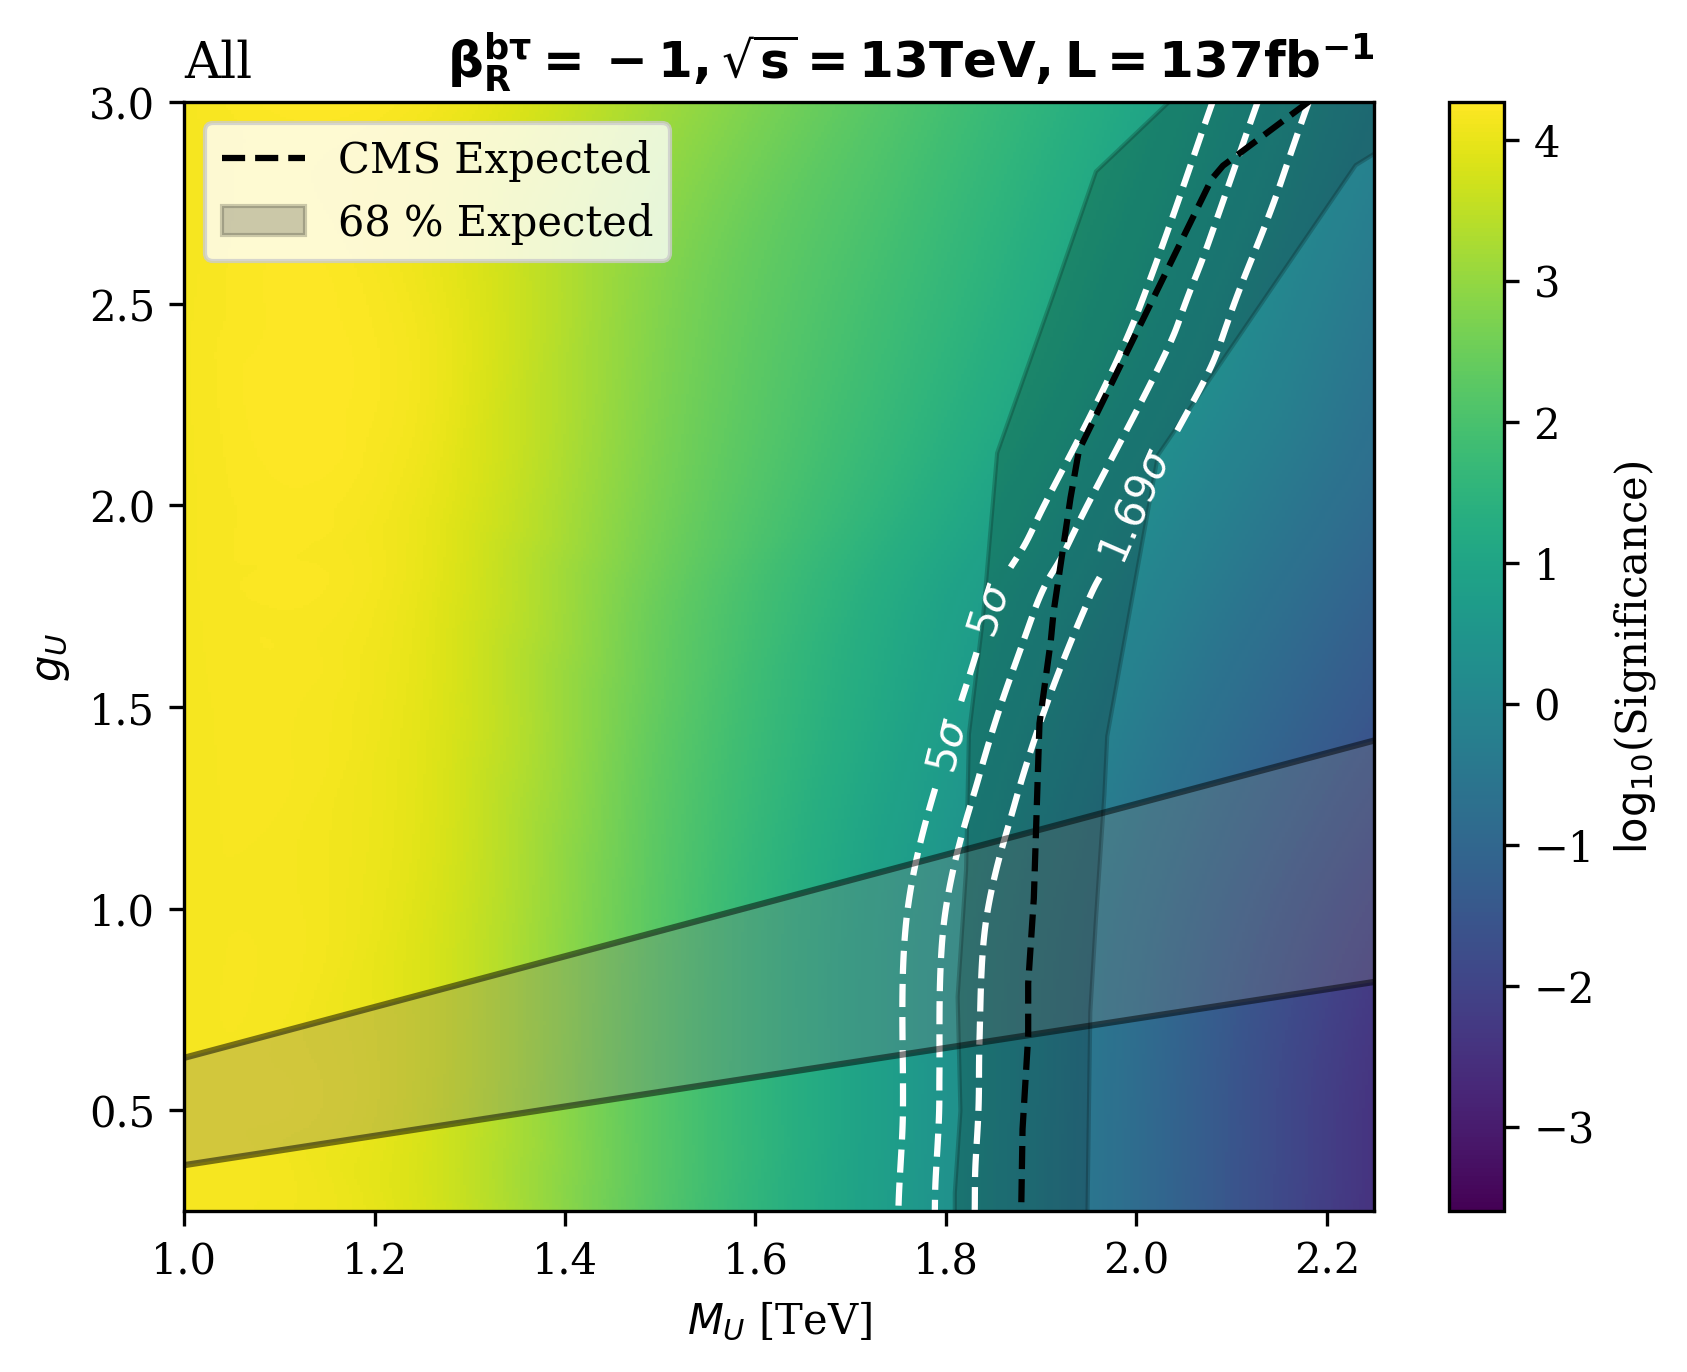 All
β_R^{bτ} = −1, √s = 13TeV, L = 137fb⁻¹
CMS Expected
68 % Expected
3.0
2.5
2.0
1.5
1.0
0.5
g_U
1.69σ
5σ
5σ
1.0
1.2
1.4
1.6
1.8
2.0
2.2
M_U [TeV]
4
3
2
1
0
−1
−2
−3
log₁₀(Significance)